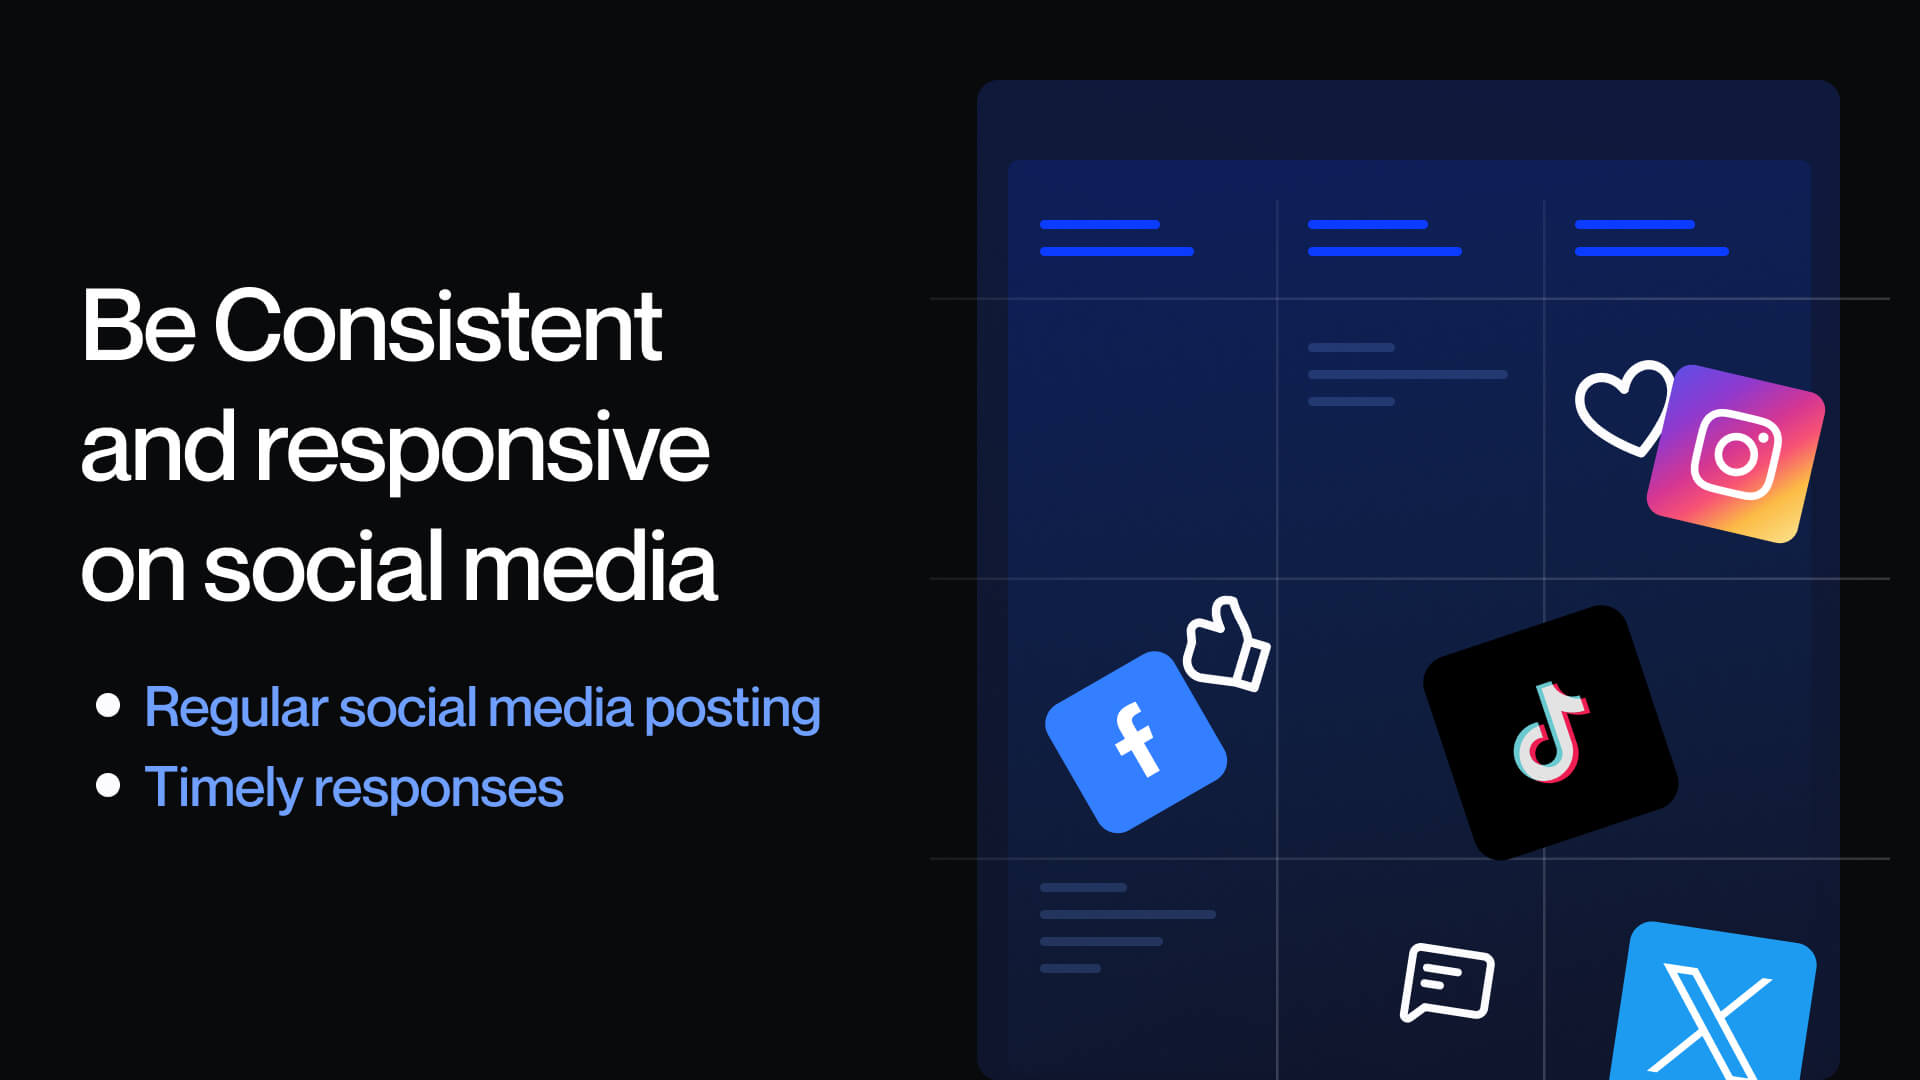 Be Consistent
and responsive
on social media
Regular social media posting
Timely responses